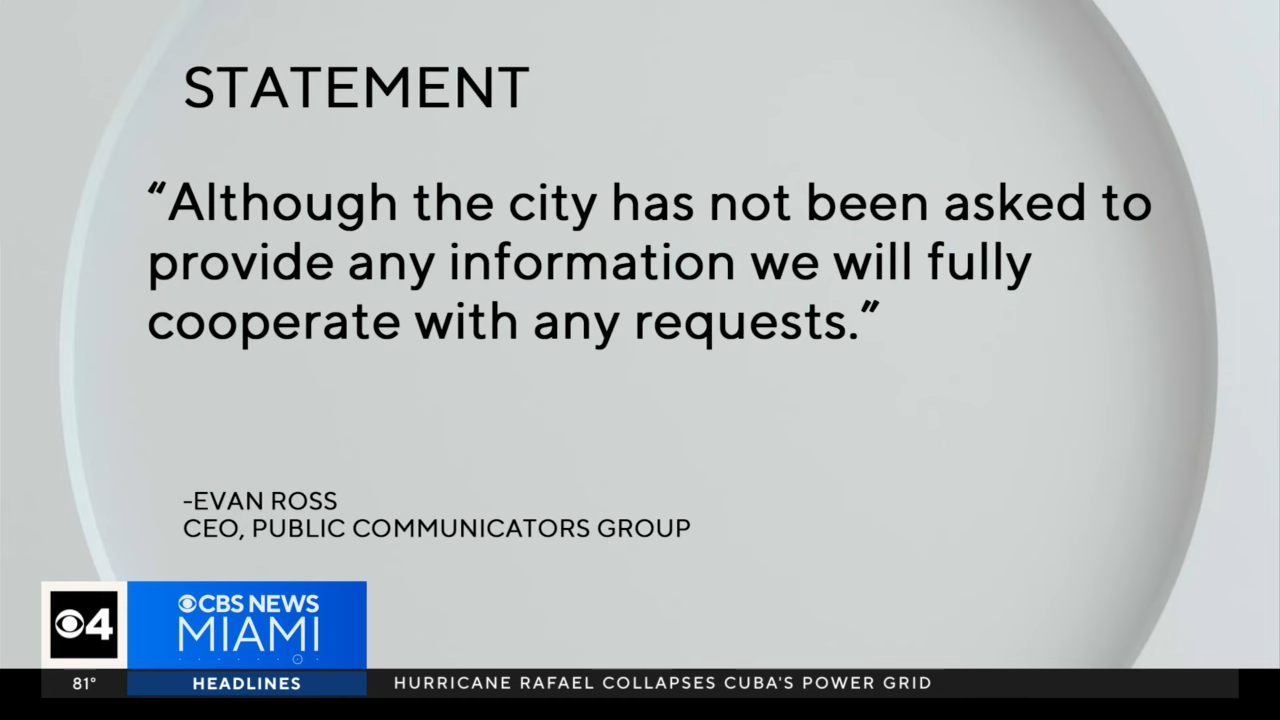 STATEMENT
“Although the city has not been asked to
provide any information we will fully
cooperate with any requests.”
-EVAN ROSS
CEO, PUBLIC COMMUNICATORS GROUP
4
CBS NEWS
MIAMI
81°
HEADLINES
HURRICANE RAFAEL COLLAPSES CUBA'S POWER GRID